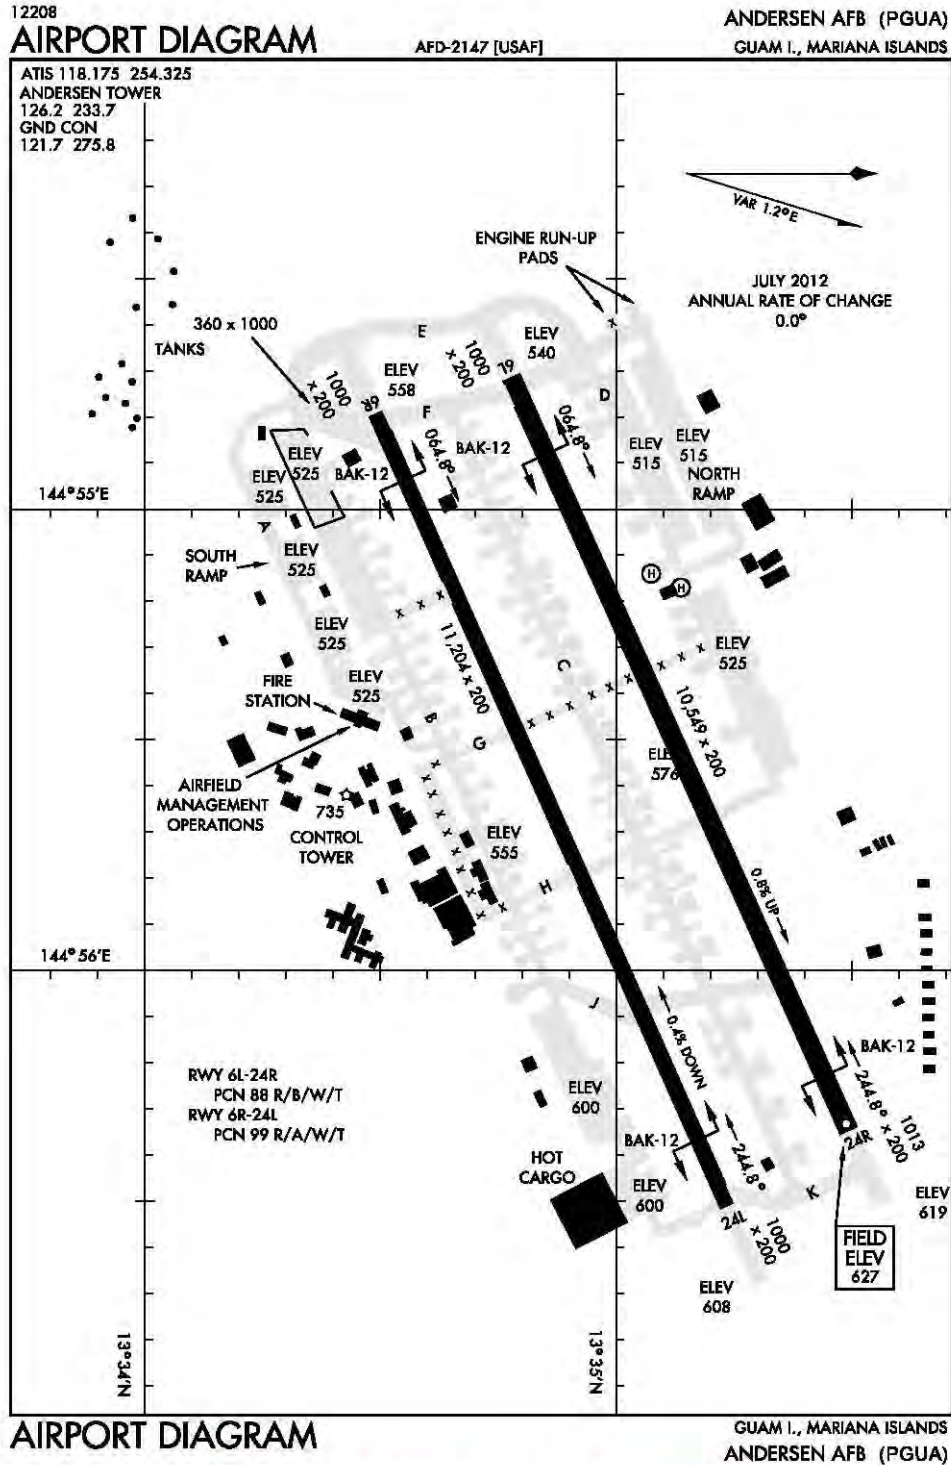 12208
AIRPORT DIAGRAM
AFD-2147 [USAF]
ANDERSEN AFB (PGUA)
GUAM I., MARIANA ISLANDS
ATIS 118.175 254.325
ANDERSEN TOWER
126.2 233.7
GND CON
121.7 275.8
VAR 1.2°E
JULY 2012
ANNUAL RATE OF CHANGE
0.0°
ENGINE RUN-UP
PADS
x
360 x 1000
TANKS
E
1000
x 200
ELEV
558
1000
x 200
ELEV
540
6R
6L
F
D
064.8°
064.8°
BAK-12
BAK-12
ELEV
525
ELEV
525
ELEV
515
ELEV
515
NORTH
RAMP
144°55'E
A
SOUTH
RAMP
ELEV
525
H
H
ELEV
525
x x x
11,204 x 200
C
ELEV
525
FIRE
STATION
ELEV
525
B
G
x x x x x x x x x x
10,549 x 200
ELEV
576
AIRFIELD
MANAGEMENT
OPERATIONS
735
CONTROL
TOWER
x x x x x x x x x x
ELEV
555
H
0.8% UP
144°56'E
J
0.4% DOWN
BAK-12
RWY 6L-24R
PCN 88 R/B/W/T
RWY 6R-24L
PCN 99 R/A/W/T
ELEV
600
244.8°
1013
x 200
24R
BAK-12
244.8°
HOT
CARGO
ELEV
600
K
24L
1000
x 200
ELEV
619
FIELD
ELEV
627
ELEV
608
13°34'N
13°35'N
AIRPORT DIAGRAM
GUAM I., MARIANA ISLANDS
ANDERSEN AFB (PGUA)